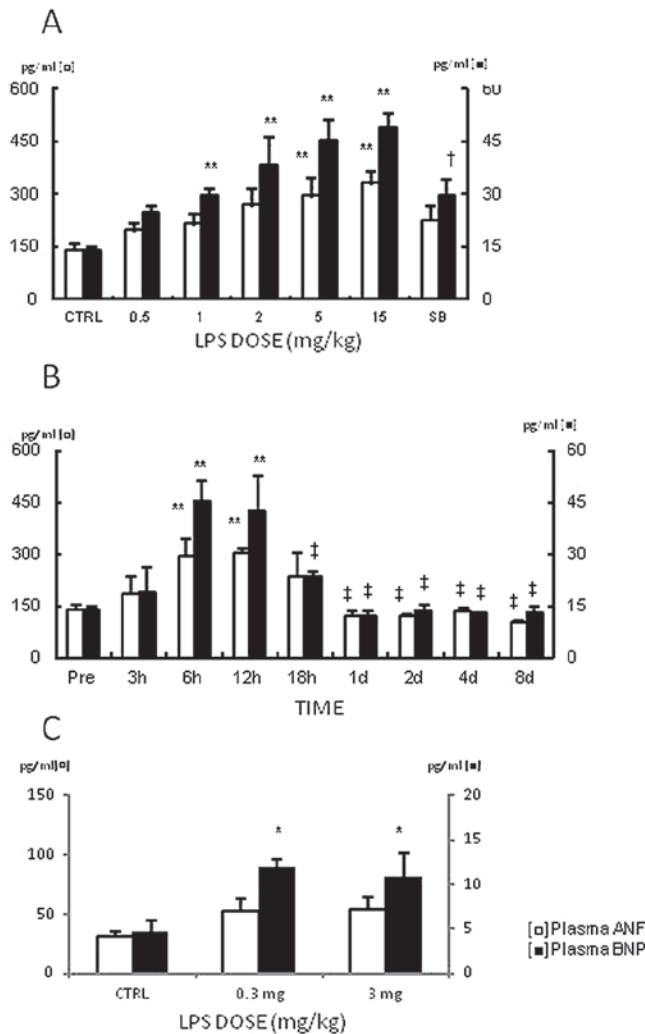 A
pg/ml[□] pg/ml[■]
600 60
** ** ** **
450 45
** ** †
300 30
150 15
0 0
CTRL 0.5 1 2 5 15 SB
LPS DOSE (mg/kg)
B
pg/ml[□] pg/ml[■]
600 60
** **
450 45
** **
300 ‡ 30
150 ‡ ‡ ‡ ‡ ‡ ‡ ‡ ‡ 15
0 0
Pre 3h 6h 12h 18h 1d 2d 4d 8d
TIME
C
pg/ml[□] pg/ml[■]
150 20
* * 15
100
10
50 5
0 0
CTRL 0.3 mg 3 mg
LPS DOSE (mg/kg)
[□]Plasma ANF
[■]Plasma BNP